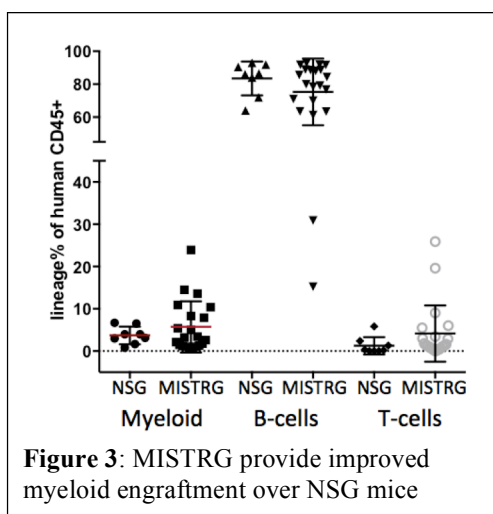 lineage% of human CD45+
100
80
60
40
20
10
0
NSG MISTRG NSG MISTRG NSG MISTRG
Myeloid B-cells T-cells
Figure 3: MISTRG provide improved
myeloid engraftment over NSG mice